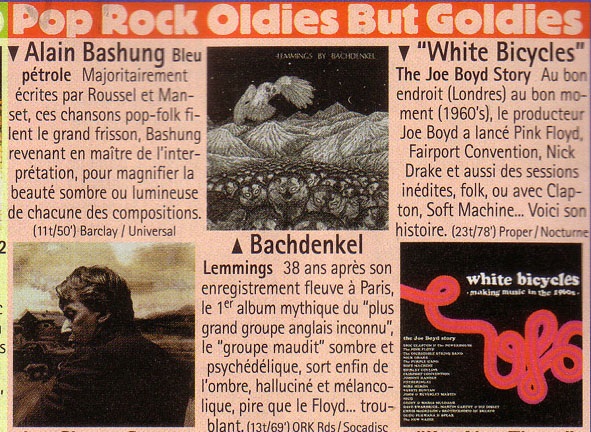 Pop Rock Oldies But Goldies
▼ Alain Bashung Bleu
pétrole Majoritairement
écrites par Roussel et Man-
set, ces chansons pop-folk fi-
lent le grand frisson, Bashung
revenant en maître de l'inter-
prétation, pour magnifier la
beauté sombre ou lumineuse
de chacune des compositions.
(11t/50') Barclay / Universal
LEMMINGS BY BACHDENKEL
▲ Bachdenkel
Lemmings 38 ans après son
enregistrement fleuve à Paris,
le 1er album mythique du "plus
grand groupe anglais inconnu",
le "groupe maudit" sombre et
psychédélique, sort enfin de
l'ombre, halluciné et mélanco-
lique, pire que le Floyd... trou-
blant. (13t/69') ORK Rds / Socadisc
▼ "White Bicycles"
The Joe Boyd Story Au bon
endroit (Londres) au bon mo-
ment (1960's), le producteur
Joe Boyd a lancé Pink Floyd,
Fairport Convention, Nick
Drake et aussi des sessions
inédites, folk, ou avec Clap-
ton, Soft Machine... Voici son
histoire. (23t/78') Proper / Nocturne
white bicycles
- making music in the 1960s -
the Joe Boyd story